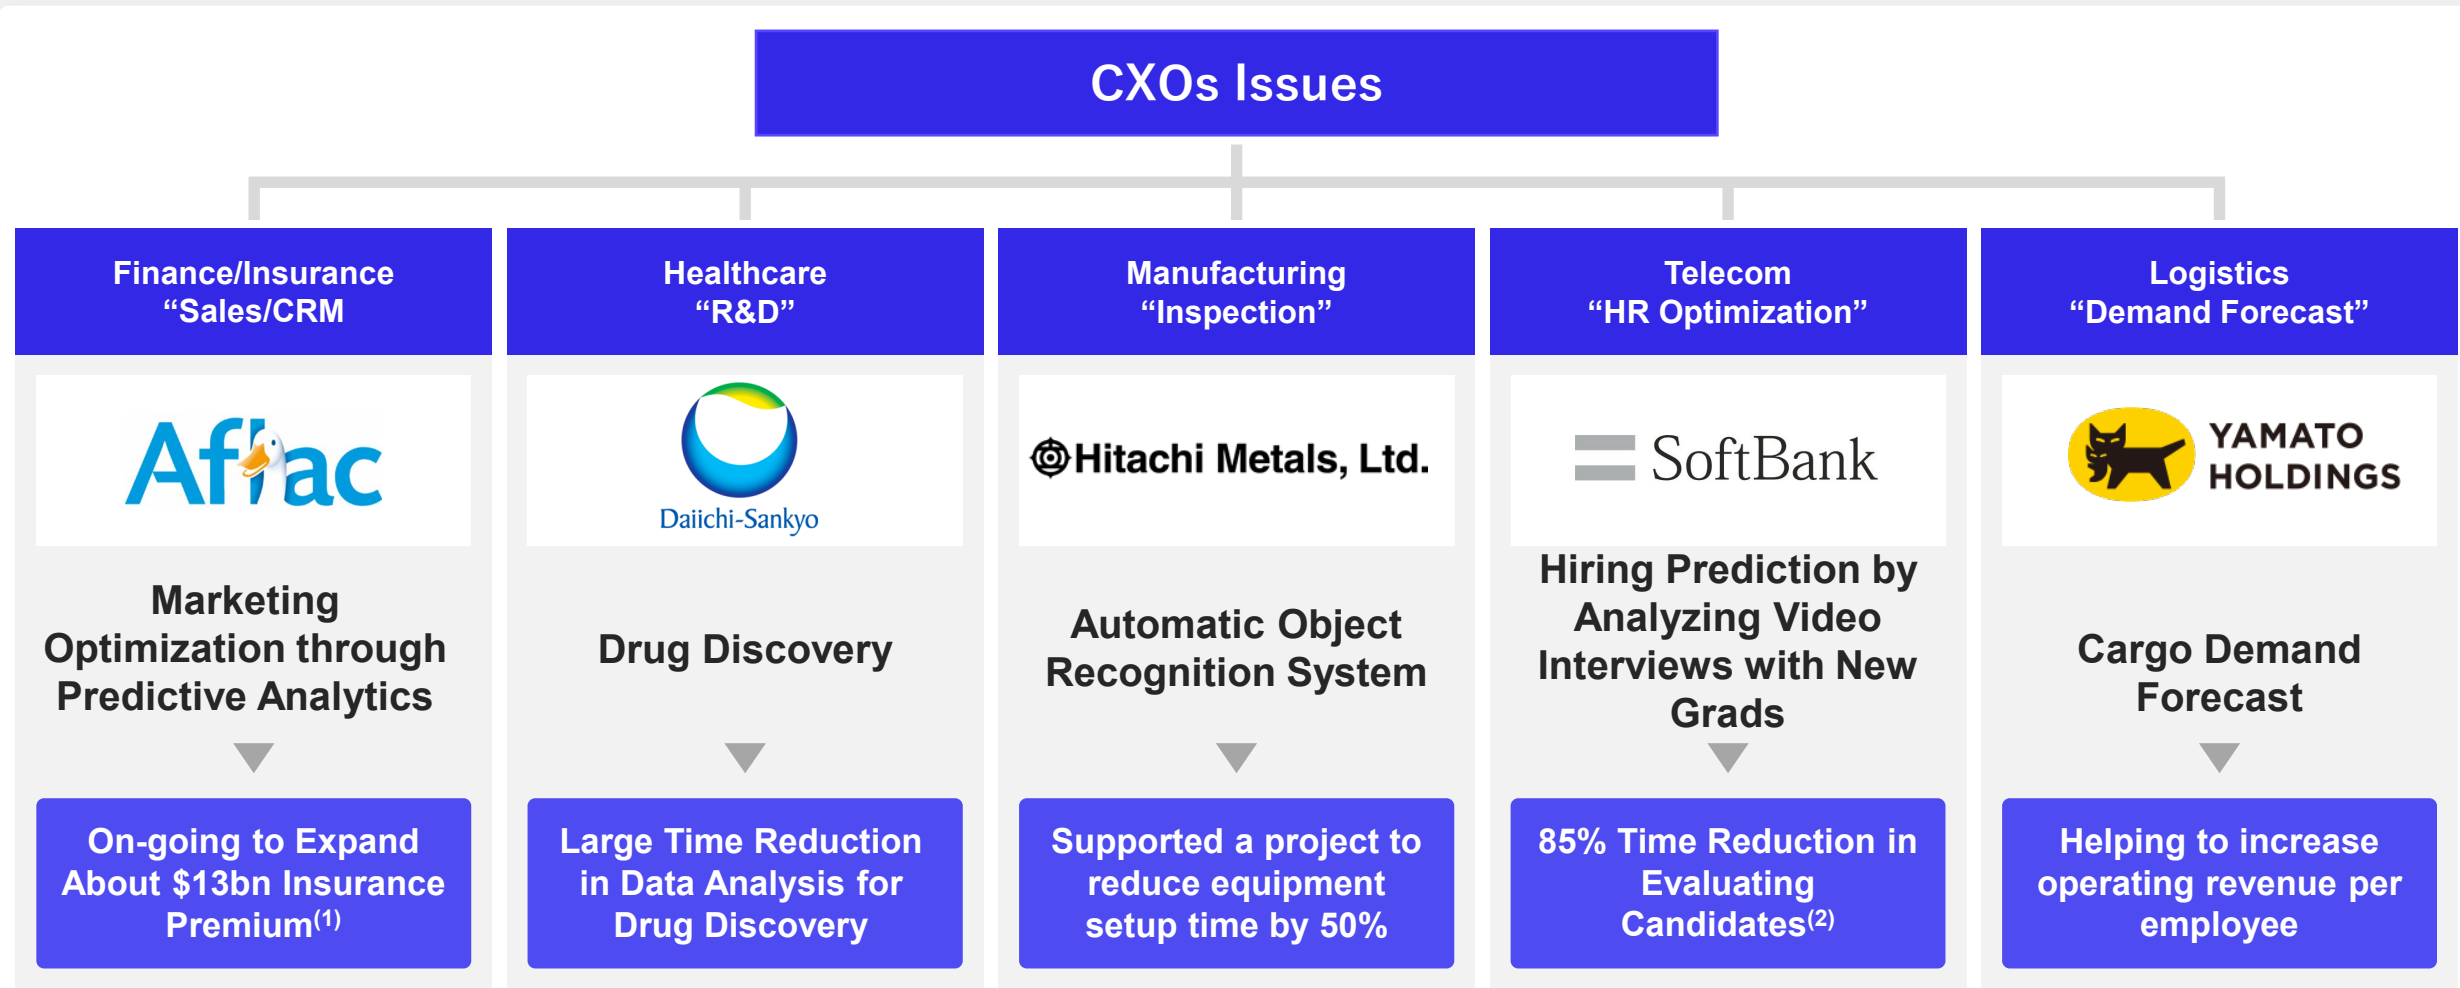 CXOs Issues
Finance/Insurance
“Sales/CRM
Aflac
Marketing
Optimization through
Predictive Analytics
On-going to Expand
About $13bn Insurance
Premium(1)
Healthcare
“R&D”
Daiichi-Sankyo
Drug Discovery
Large Time Reduction
in Data Analysis for
Drug Discovery
Manufacturing
“Inspection”
Hitachi Metals, Ltd.
Automatic Object
Recognition System
Supported a project to
reduce equipment
setup time by 50%
Telecom
“HR Optimization”
SoftBank
Hiring Prediction by
Analyzing Video
Interviews with New
Grads
85% Time Reduction in
Evaluating
Candidates(2)
Logistics
“Demand Forecast”
YAMATO
HOLDINGS
Cargo Demand
Forecast
Helping to increase
operating revenue per
employee